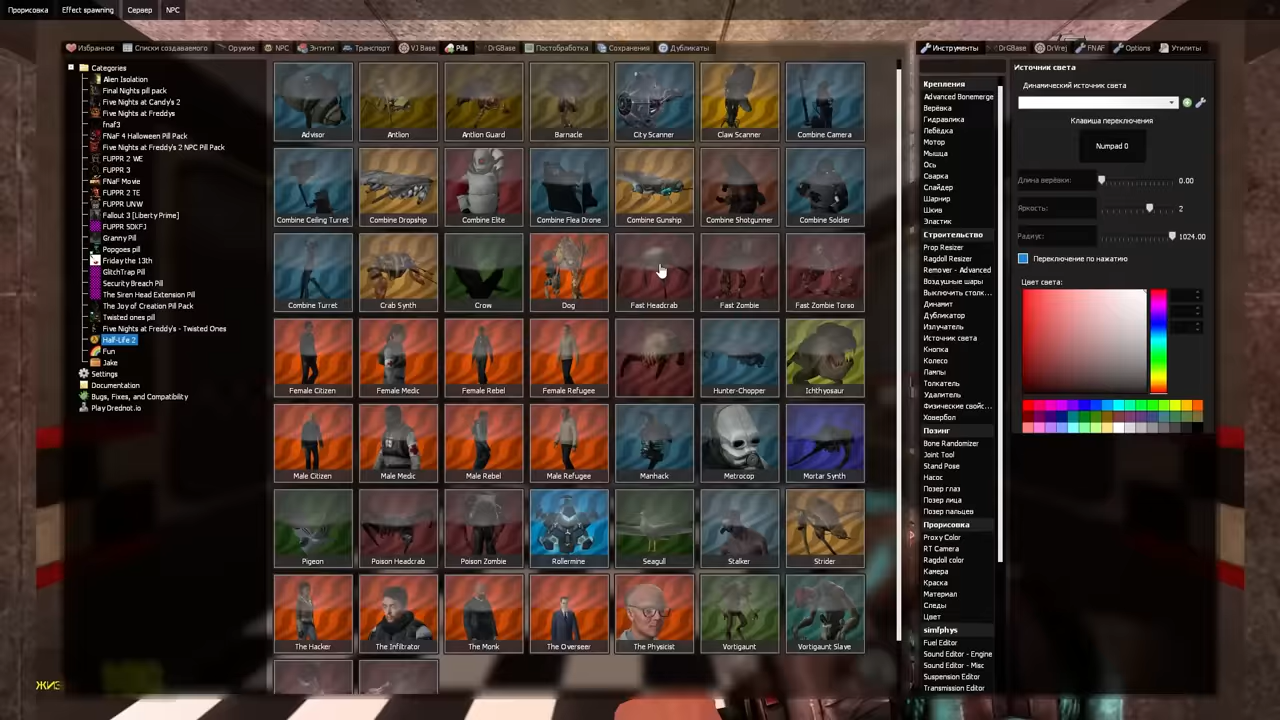 Прорисовка Effect spawning Сервер NPC
Избранное Списки создаваемого Оружие NPC Энтити Транспорт VJ Base Pills DrGBase Постобработка Сохранения Дубликаты
Categories
Alien Isolation
Final Nights pill pack
Five Nights at Candy's 2
Five Nights at Freddys
fnaf3
FNaF 4 Halloween Pill Pack
Five Nights at Freddy's 2 NPC Pill Pack
FUPPR 2 WE
FUPPR 3
FNaF Movie
FUPPR 2 TE
FUPPR UNW
Fallout 3 [Liberty Prime]
FUPPR SDKFJ
Granny Pill
Popgoes pill
Friday the 13th
GlitchTrap Pill
Security Breach Pill
The Siren Head Extension Pill
The Joy of Creation Pill Pack
Twisted ones pill
Five Nights at Freddy's - Twisted Ones
Half-Life 2
Fun
Jake
Settings
Documentation
Bugs, Fixes, and Compatibility
Play Drednot.io
Advisor Antlion Antlion Guard Barnacle City Scanner Claw Scanner Combine Camera
Combine Ceiling Turret Combine Dropship Combine Elite Combine Flea Drone Combine Gunship Combine Shotgunner Combine Soldier
Combine Turret Crab Synth Crow Dog Fast Headcrab Fast Zombie Fast Zombie Torso
Female Citizen Female Medic Female Rebel Female Refugee Hunter-Chopper Ichthyosaur
Male Citizen Male Medic Male Rebel Male Refugee Manhack Metrocop Mortar Synth
Pigeon Poison Headcrab Poison Zombie Rollermine Seagull Stalker Strider
The Hacker The Infiltrator The Monk The Overseer The Physicist Vortigaunt Vortigaunt Slave
Инструменты DrGBase DrVrej FNAF Options Утилиты
Крепления
Advanced Bonemerge
Верёвка
Гидравлика
Лебёдка
Мотор
Мышца
Ось
Сварка
Слайдер
Шарнир
Шкив
Эластик
Строительство
Prop Resizer
Ragdoll Resizer
Remover - Advanced
Воздушные шары
Выключить столк...
Динамит
Дубликатор
Излучатель
Источник света
Кнопка
Колесо
Лампы
Толкатель
Удалитель
Физические свойс...
Ховербол
Позинг
Bone Randomizer
Joint Tool
Stand Pose
Насос
Позер глаз
Позер лица
Позер пальцев
Прорисовка
Proxy Color
RT Camera
Ragdoll color
Камера
Краска
Материал
Следы
Цвет
simfphys
Fuel Editor
Sound Editor - Engine
Sound Editor - Misc
Suspension Editor
Transmission Editor
Источник света
Динамический источник света
Клавиша переключения
Numpad 0
Длина верёвки: 0.00
Яркость: 2
Радиус: 1024.00
Переключение по нажатию
Цвет света: